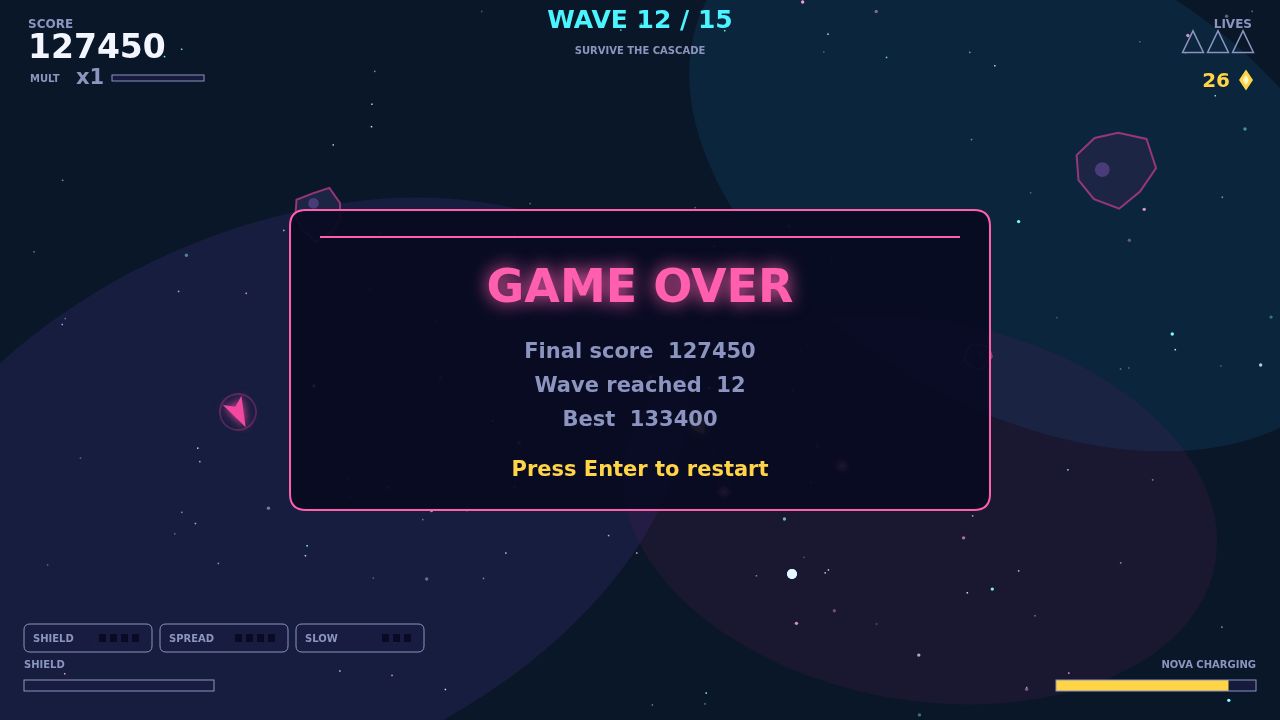 SCORE
127450
MULT x1
WAVE 12 / 15
SURVIVE THE CASCADE
LIVES
26
GAME OVER
Final score 127450
Wave reached 12
Best 133400
Press Enter to restart
SHIELD
SPREAD
SLOW
SHIELD
NOVA CHARGING